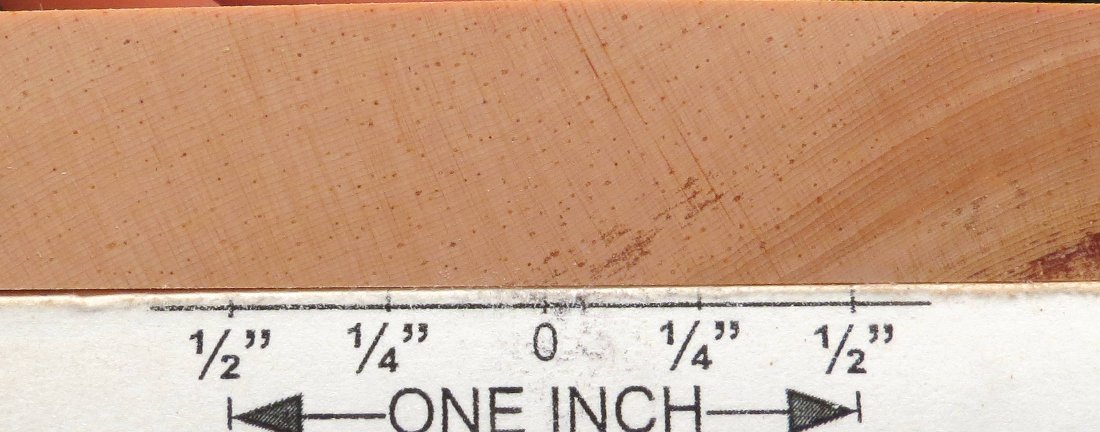 ½” ¼” 0 ¼” ½”
ONE INCH